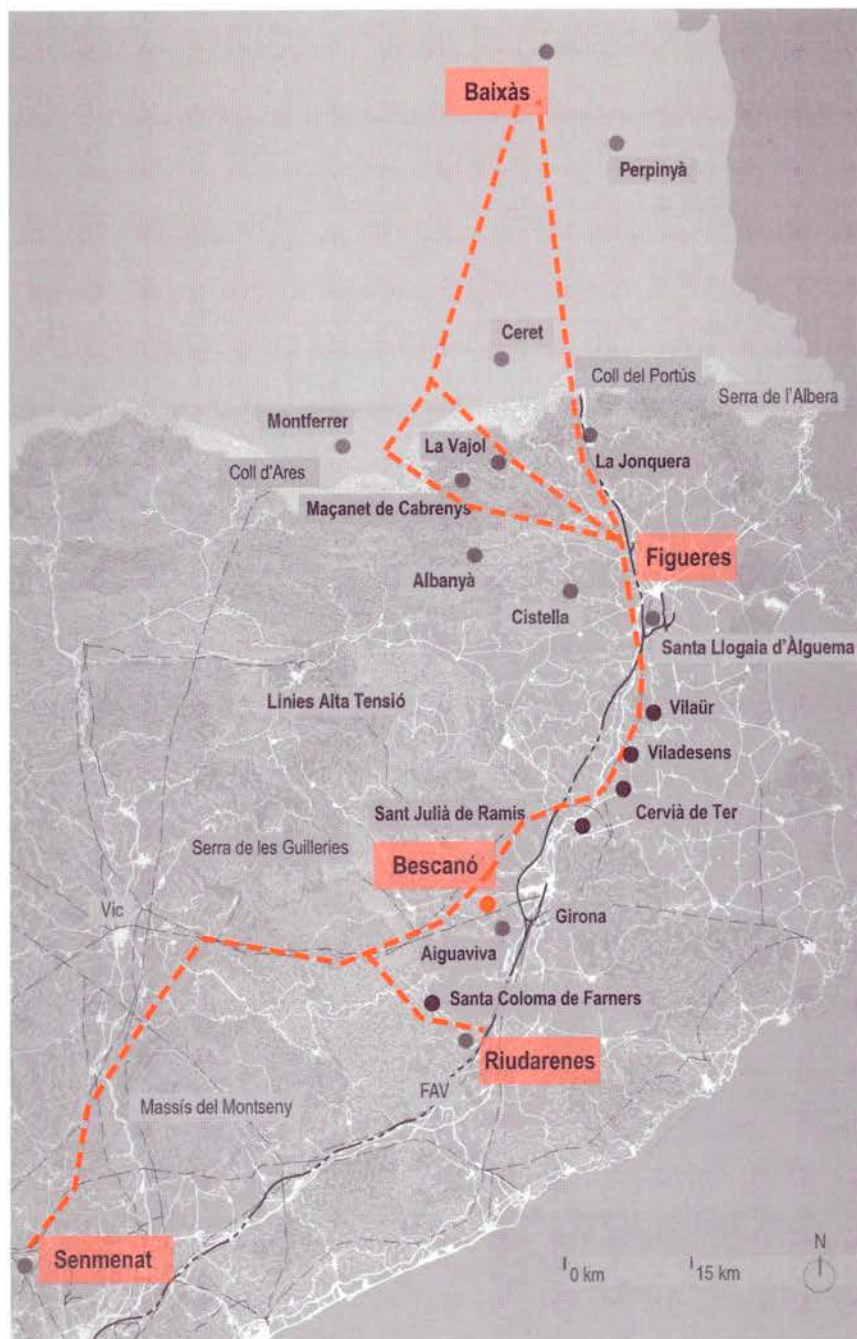 Baixàs
Perpinyà
Ceret
Coll del Portús
Serra de l'Albera
Montferrer
La Vajol
La Jonquera
Coll d'Ares
Maçanet de Cabrenys
Figueres
Albanyà
Cistella
Santa Llogaia d'Àlguema
Linies Alta Tensió
Vilaür
Viladesens
Sant Julià de Ramis
Cervià de Ter
Serra de les Guilleries
Bescanó
Vic
Girona
Aiguaviva
Santa Coloma de Farners
Riudarenes
FAV
Massís del Montseny
Senmenat
N
0 km
15 km